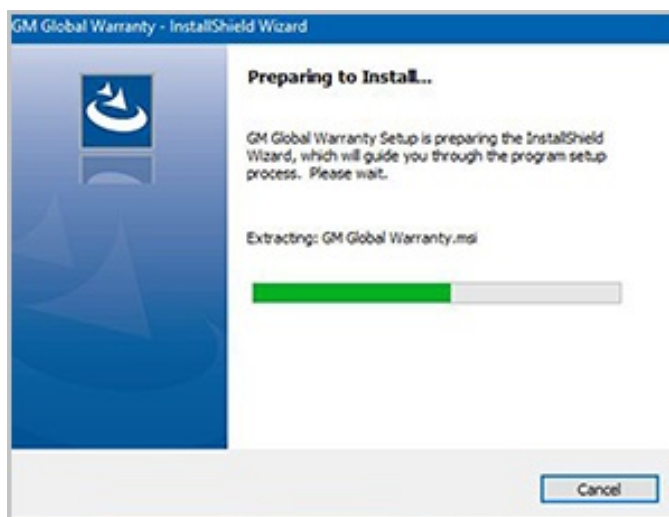 GM Global Warranty - InstallShield Wizard
Preparing to Install...
GM Global Warranty Setup is preparing the InstallShield
Wizard, which will guide you through the program setup
process. Please wait.
Extracting: GM Global Warranty.msi
Cancel